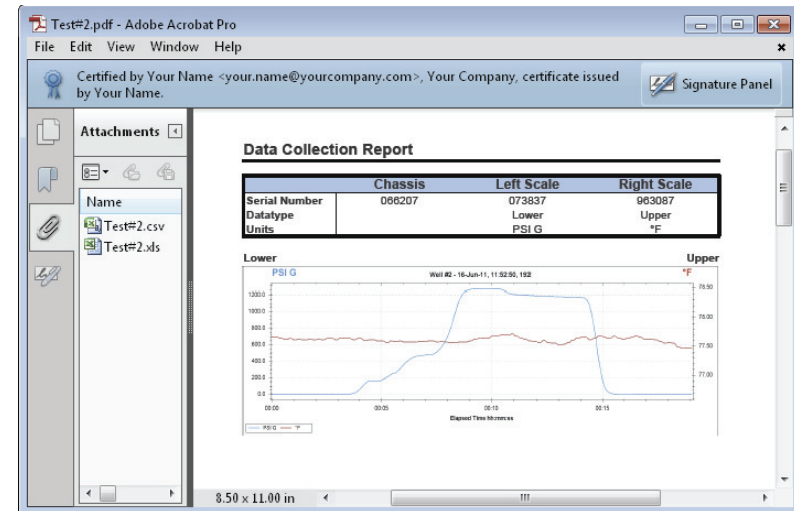 Test#2.pdf - Adobe Acrobat Pro
File Edit View Window Help
Certified by Your Name <your.name@yourcompany.com>, Your Company, certificate issued
by Your Name.
Signature Panel
Attachments
Name
Test#2.csv
Test#2.xls
Data Collection Report
Chassis Left Scale Right Scale
Serial Number 066207 073837 963087
Datatype Lower Upper
Units PSI G °F
Lower Upper
PSI G Well #2 - 16-Jun-11, 11:52:50, 192 °F
1200.0
1000.0
800.0
600.0
400.0
200.0
0.0
78.50
78.00
77.50
77.00
00:00 00:05 00:10 00:15
Elapsed Time hh:mm:ss
PSI G °F
8.50 x 11.00 in